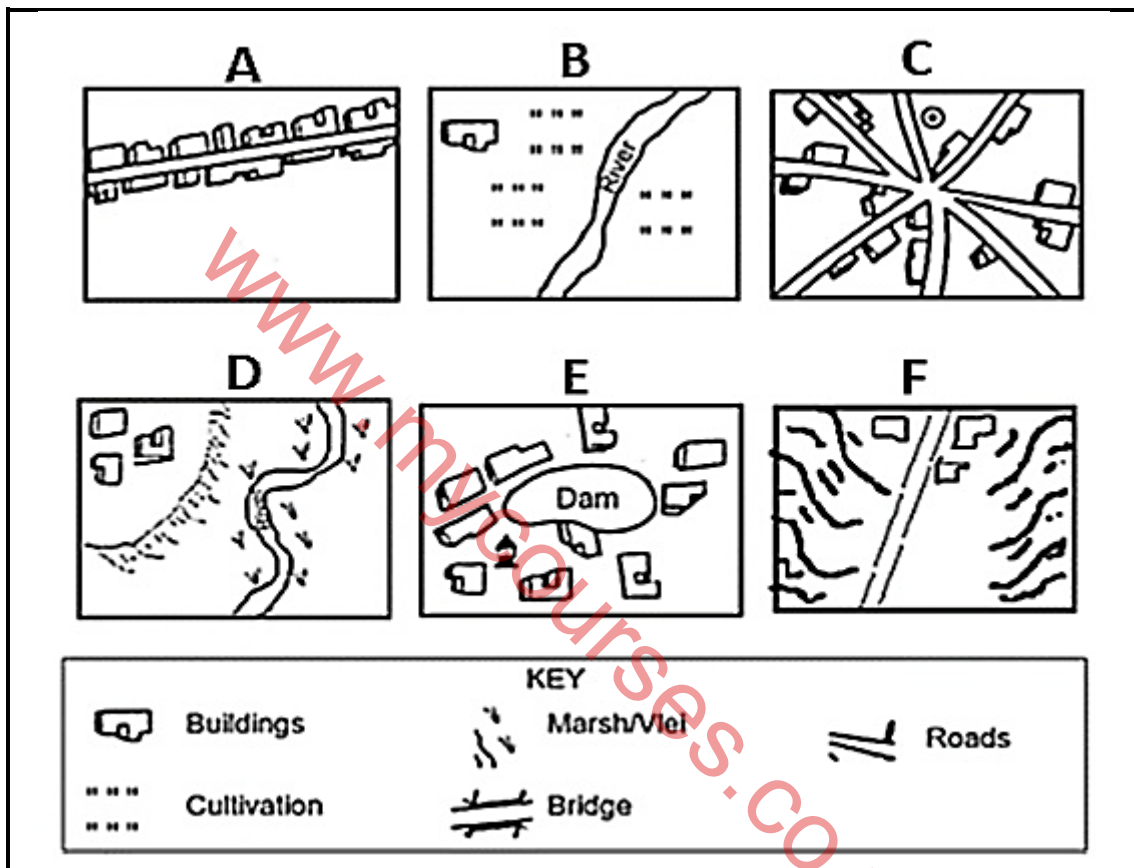 A B C
River
D E F
Dam
KEY
Buildings Marsh/Vlei Roads
Cultivation Bridge
www.mycourses.co